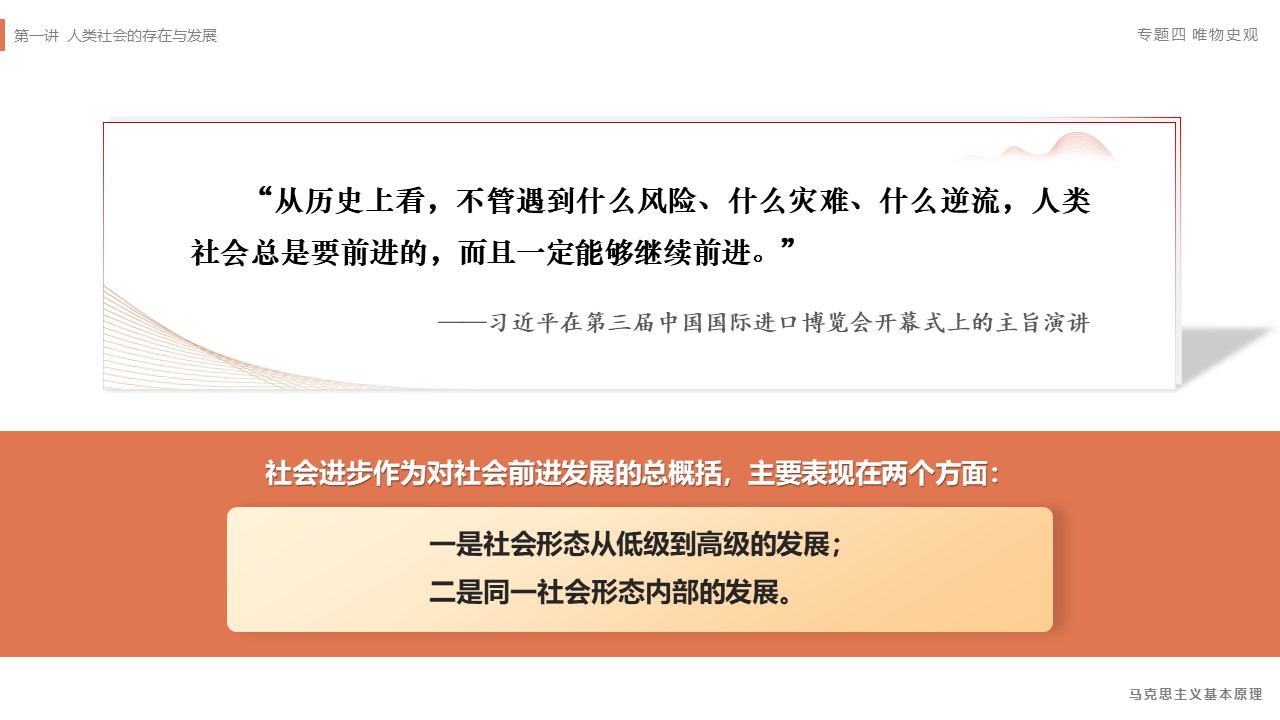 第一讲 人类社会的存在与发展
专题四 唯物史观
“从历史上看，不管遇到什么风险、什么灾难、什么逆流，人类
社会总是要前进的，而且一定能够继续前进。”
——习近平在第三届中国国际进口博览会开幕式上的主旨演讲
社会进步作为对社会前进发展的总概括，主要表现在两个方面：
一是社会形态从低级到高级的发展；
二是同一社会形态内部的发展。
马克思主义基本原理